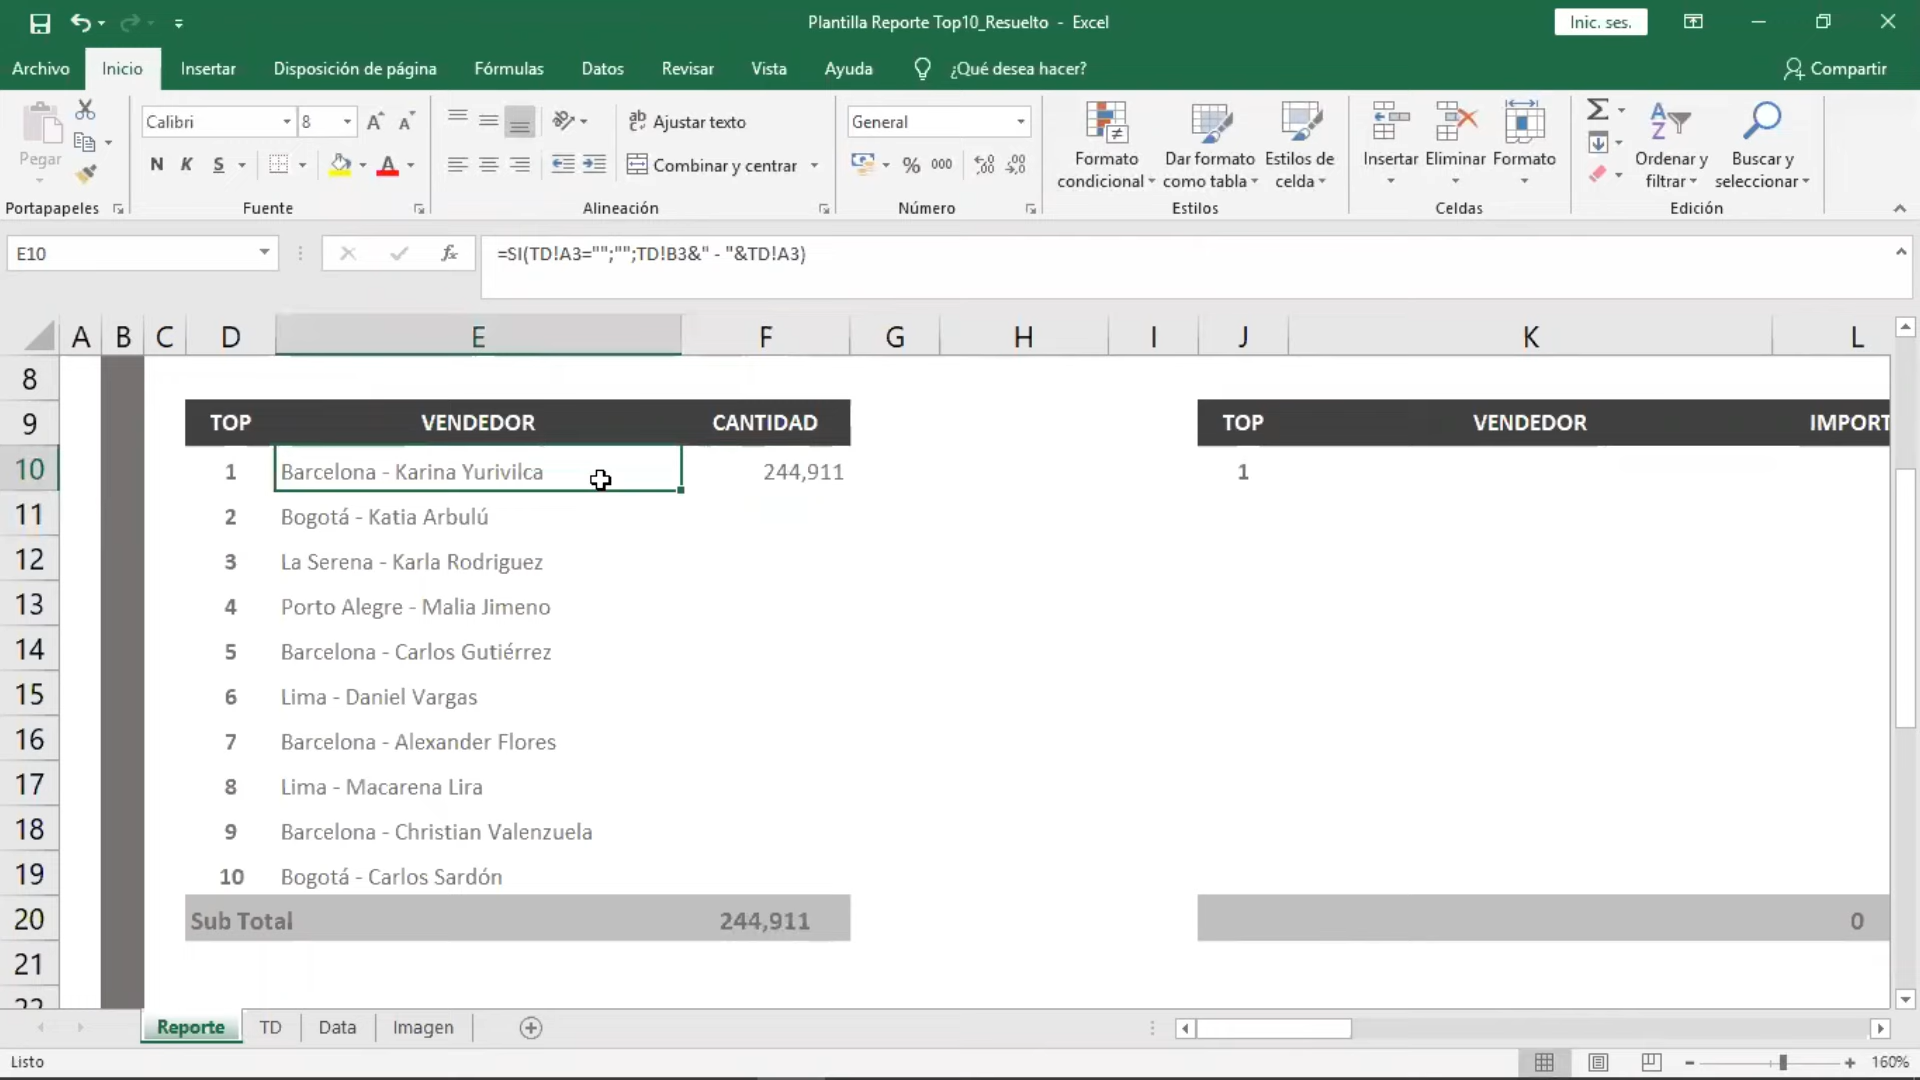 Plantilla Reporte Top10_Resuelto - Excel
Inic. ses.
Archivo Inicio Insertar Disposición de página Fórmulas Datos Revisar Vista Ayuda ¿Qué desea hacer? Compartir
Pegar
Portapapeles
Calibri 8
N K S A
Fuente
Ajustar texto
Combinar y centrar
Alineación
General
% 000
Número
Formato condicional
Dar formato como tabla
Estilos de celda
Estilos
Insertar Eliminar Formato
Celdas
Ordenar y filtrar
Buscar y seleccionar
Edición
E10 fx =SI(TD!A3="";"";TD!B3&" - "&TD!A3)
A B C D E F G H I J K L
8
9 TOP VENDEDOR CANTIDAD TOP VENDEDOR IMPORT
10 1 Barcelona - Karina Yurivilca 244,911 1
11 2 Bogotá - Katia Arbulú
12 3 La Serena - Karla Rodriguez
13 4 Porto Alegre - Malia Jimeno
14 5 Barcelona - Carlos Gutiérrez
15 6 Lima - Daniel Vargas
16 7 Barcelona - Alexander Flores
17 8 Lima - Macarena Lira
18 9 Barcelona - Christian Valenzuela
19 10 Bogotá - Carlos Sardón
20 Sub Total 244,911 0
21
22
Reporte TD Data Imagen
Listo 160%